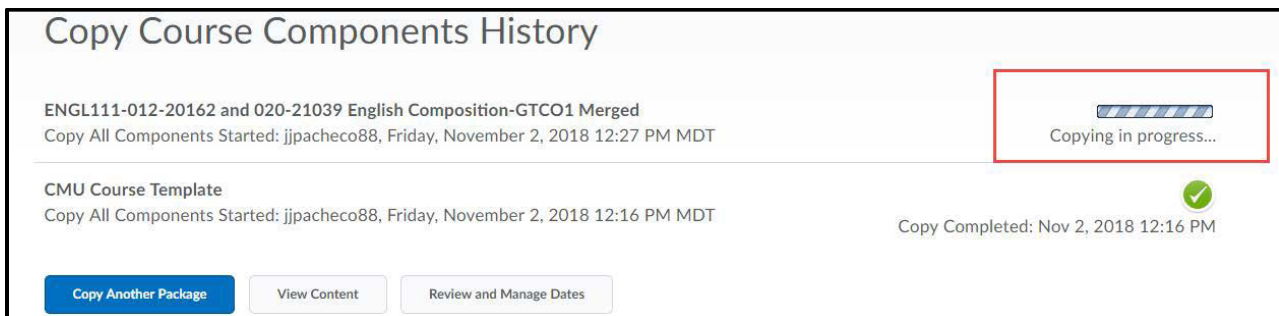 Copy Course Components History
ENGL111-012-20162 and 020-21039 English Composition-GTCO1 Merged
Copy All Components Started: jjpacheco88, Friday, November 2, 2018 12:27 PM MDT
Copying in progress...
CMU Course Template
Copy All Components Started: jjpacheco88, Friday, November 2, 2018 12:16 PM MDT
Copy Completed: Nov 2, 2018 12:16 PM
Copy Another Package
View Content
Review and Manage Dates